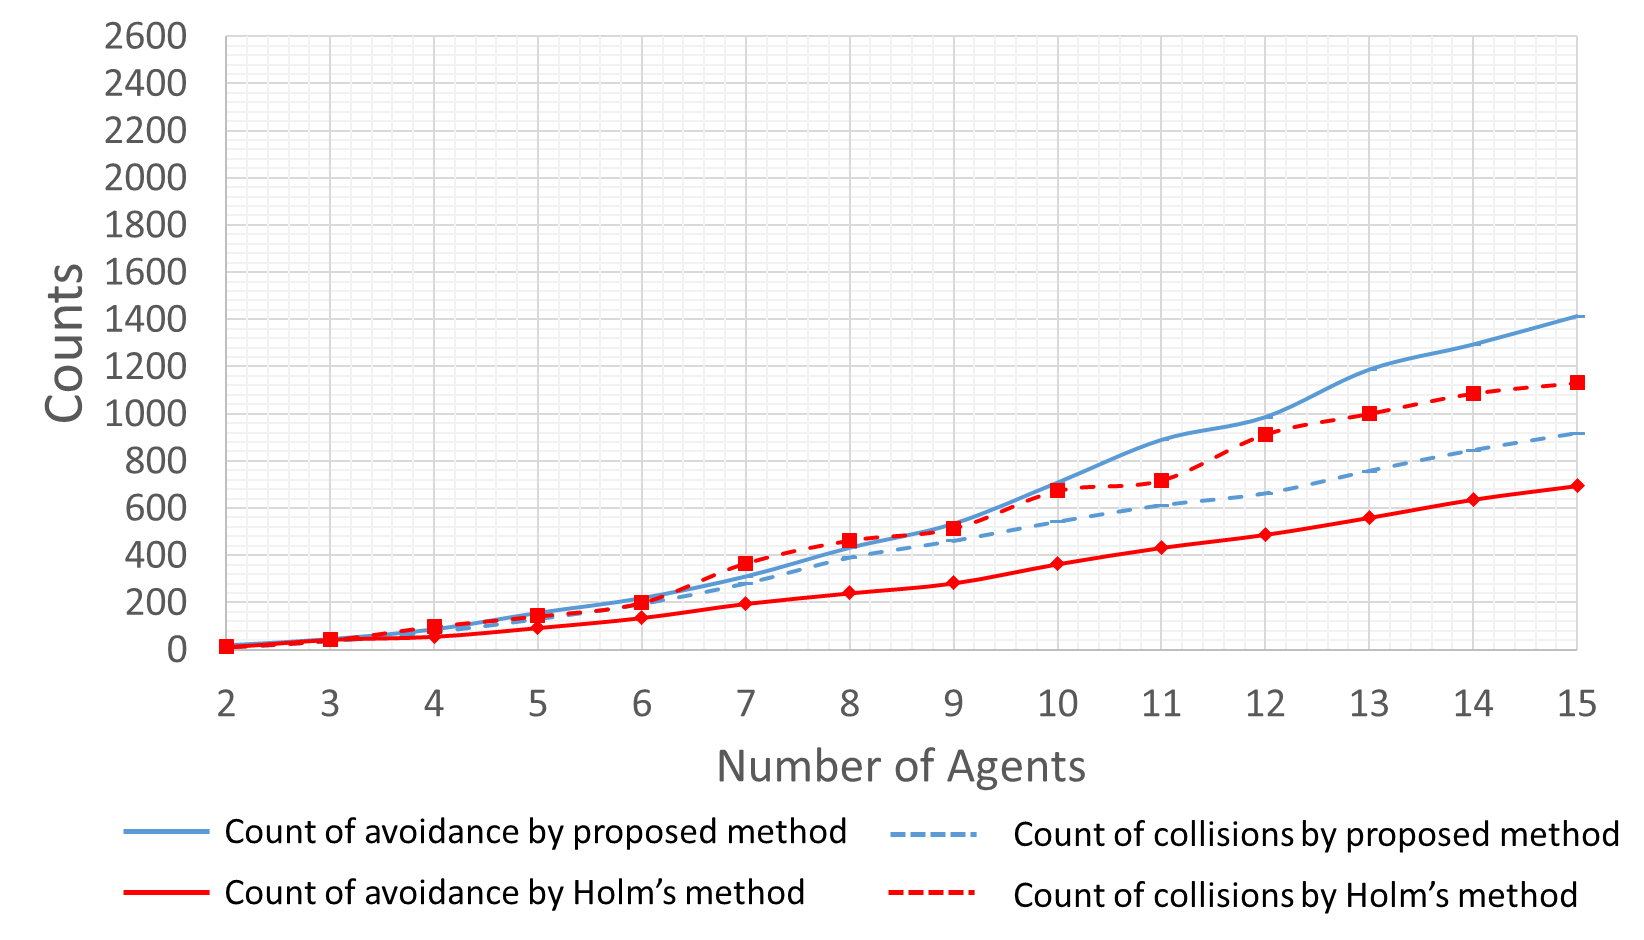 2600
2400
2200
2000
1800
1600
1400
1200
1000
800
600
400
200
0
Counts
2 3 4 5 6 7 8 9 10 11 12 13 14 15
Number of Agents
Count of avoidance by proposed method
Count of collisions by proposed method
Count of avoidance by Holm’s method
Count of collisions by Holm’s method